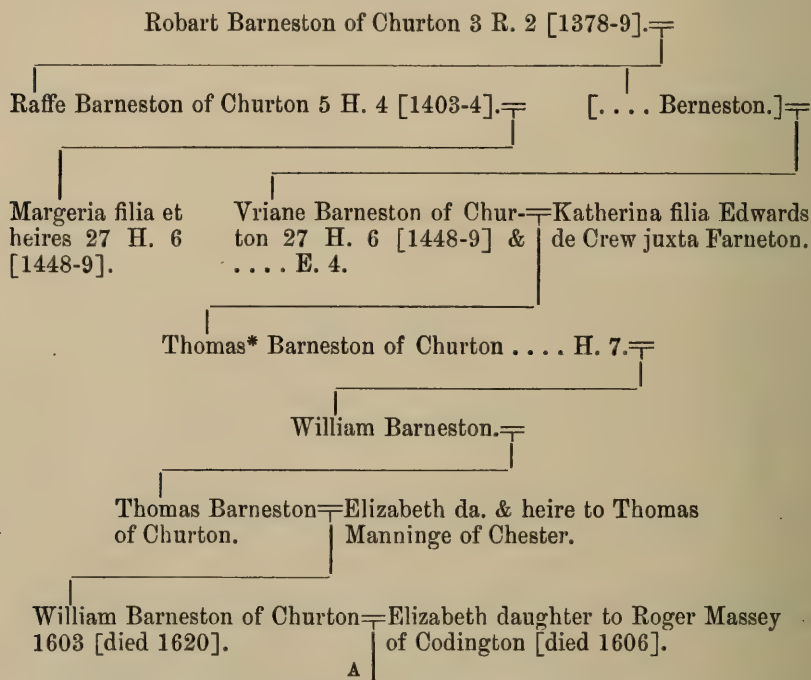 Robart Barneston of Churton 3 R. 2 [1378-9].
Raffe Barneston of Churton 5 H. 4 [1403-4]. [. . . . Berneston.]
Margeria filia et
heires 27 H. 6
[1448-9].
Vriane Barneston of Chur-
ton 27 H. 6 [1448-9] &
. . . . E. 4.
Katherina filia Edwards
de Crew juxta Farneton.
Thomas* Barneston of Churton . . . . H. 7.
William Barneston.
Thomas Barneston
of Churton.
Elizabeth da. & heire to Thomas
Manninge of Chester.
William Barneston of Churton
1603 [died 1620].
Elizabeth daughter to Roger Massey
of Codington [died 1606].
A